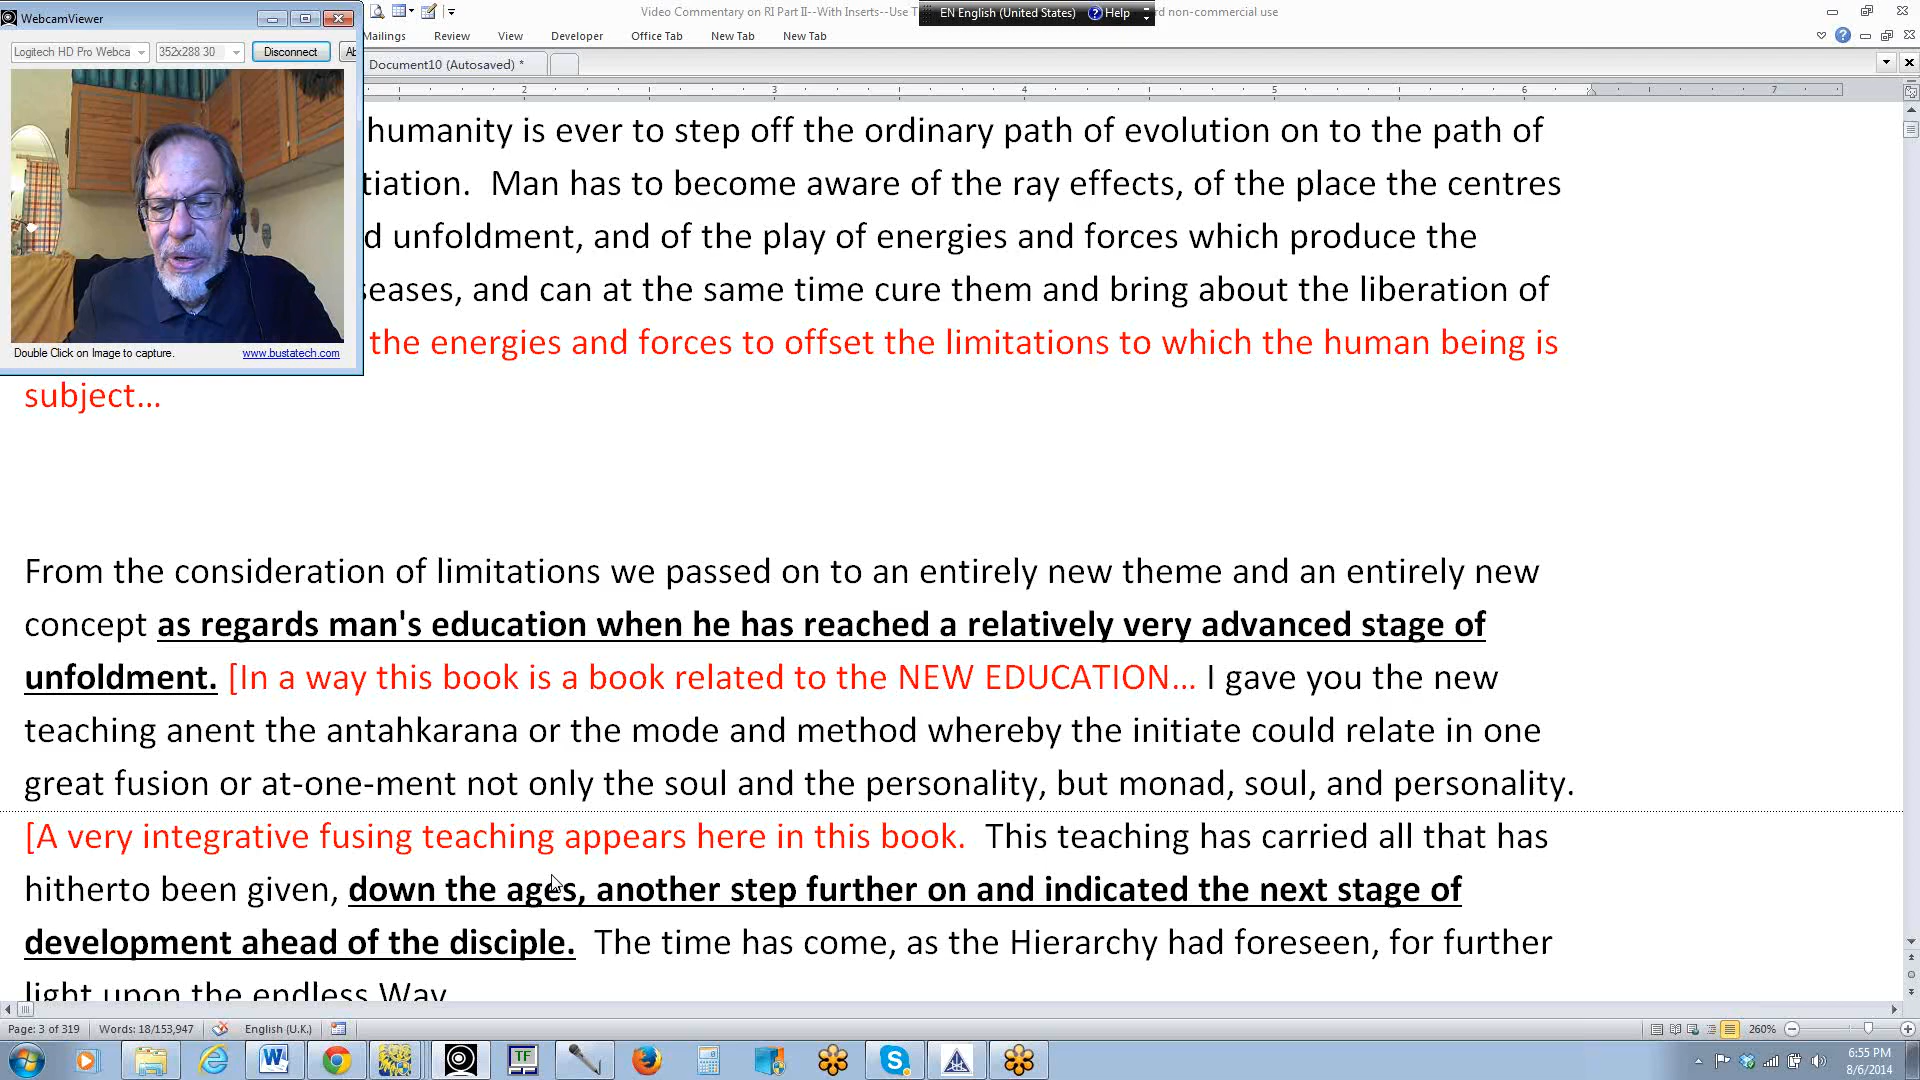 WebcamViewer
Video Commentary on RI Part II--With Inserts--Use T
EN English (United States)
Help
rd non-commercial use
Mailings Review View Developer Office Tab New Tab New Tab
Logitech HD Pro Webca 352x288 30 Disconnect Ab
Document10 (Autosaved) *
2 3 4 5 6 7
humanity is ever to step off the ordinary path of evolution on to the path of
tiation. Man has to become aware of the ray effects, of the place the centres
d unfoldment, and of the play of energies and forces which produce the
seases, and can at the same time cure them and bring about the liberation of
the energies and forces to offset the limitations to which the human being is
subject...
Double Click on Image to capture. www.bustatech.com
From the consideration of limitations we passed on to an entirely new theme and an entirely new
concept as regards man's education when he has reached a relatively very advanced stage of
unfoldment. [In a way this book is a book related to the NEW EDUCATION... I gave you the new
teaching anent the antahkarana or the mode and method whereby the initiate could relate in one
great fusion or at-one-ment not only the soul and the personality, but monad, soul, and personality.
[A very integrative fusing teaching appears here in this book. This teaching has carried all that has
hitherto been given, down the ages, another step further on and indicated the next stage of
development ahead of the disciple. The time has come, as the Hierarchy had foreseen, for further
light upon the endless Way
Page: 3 of 319 Words: 18/153,947 English (U.K.) 260%
TF
6:55 PM
8/6/2014